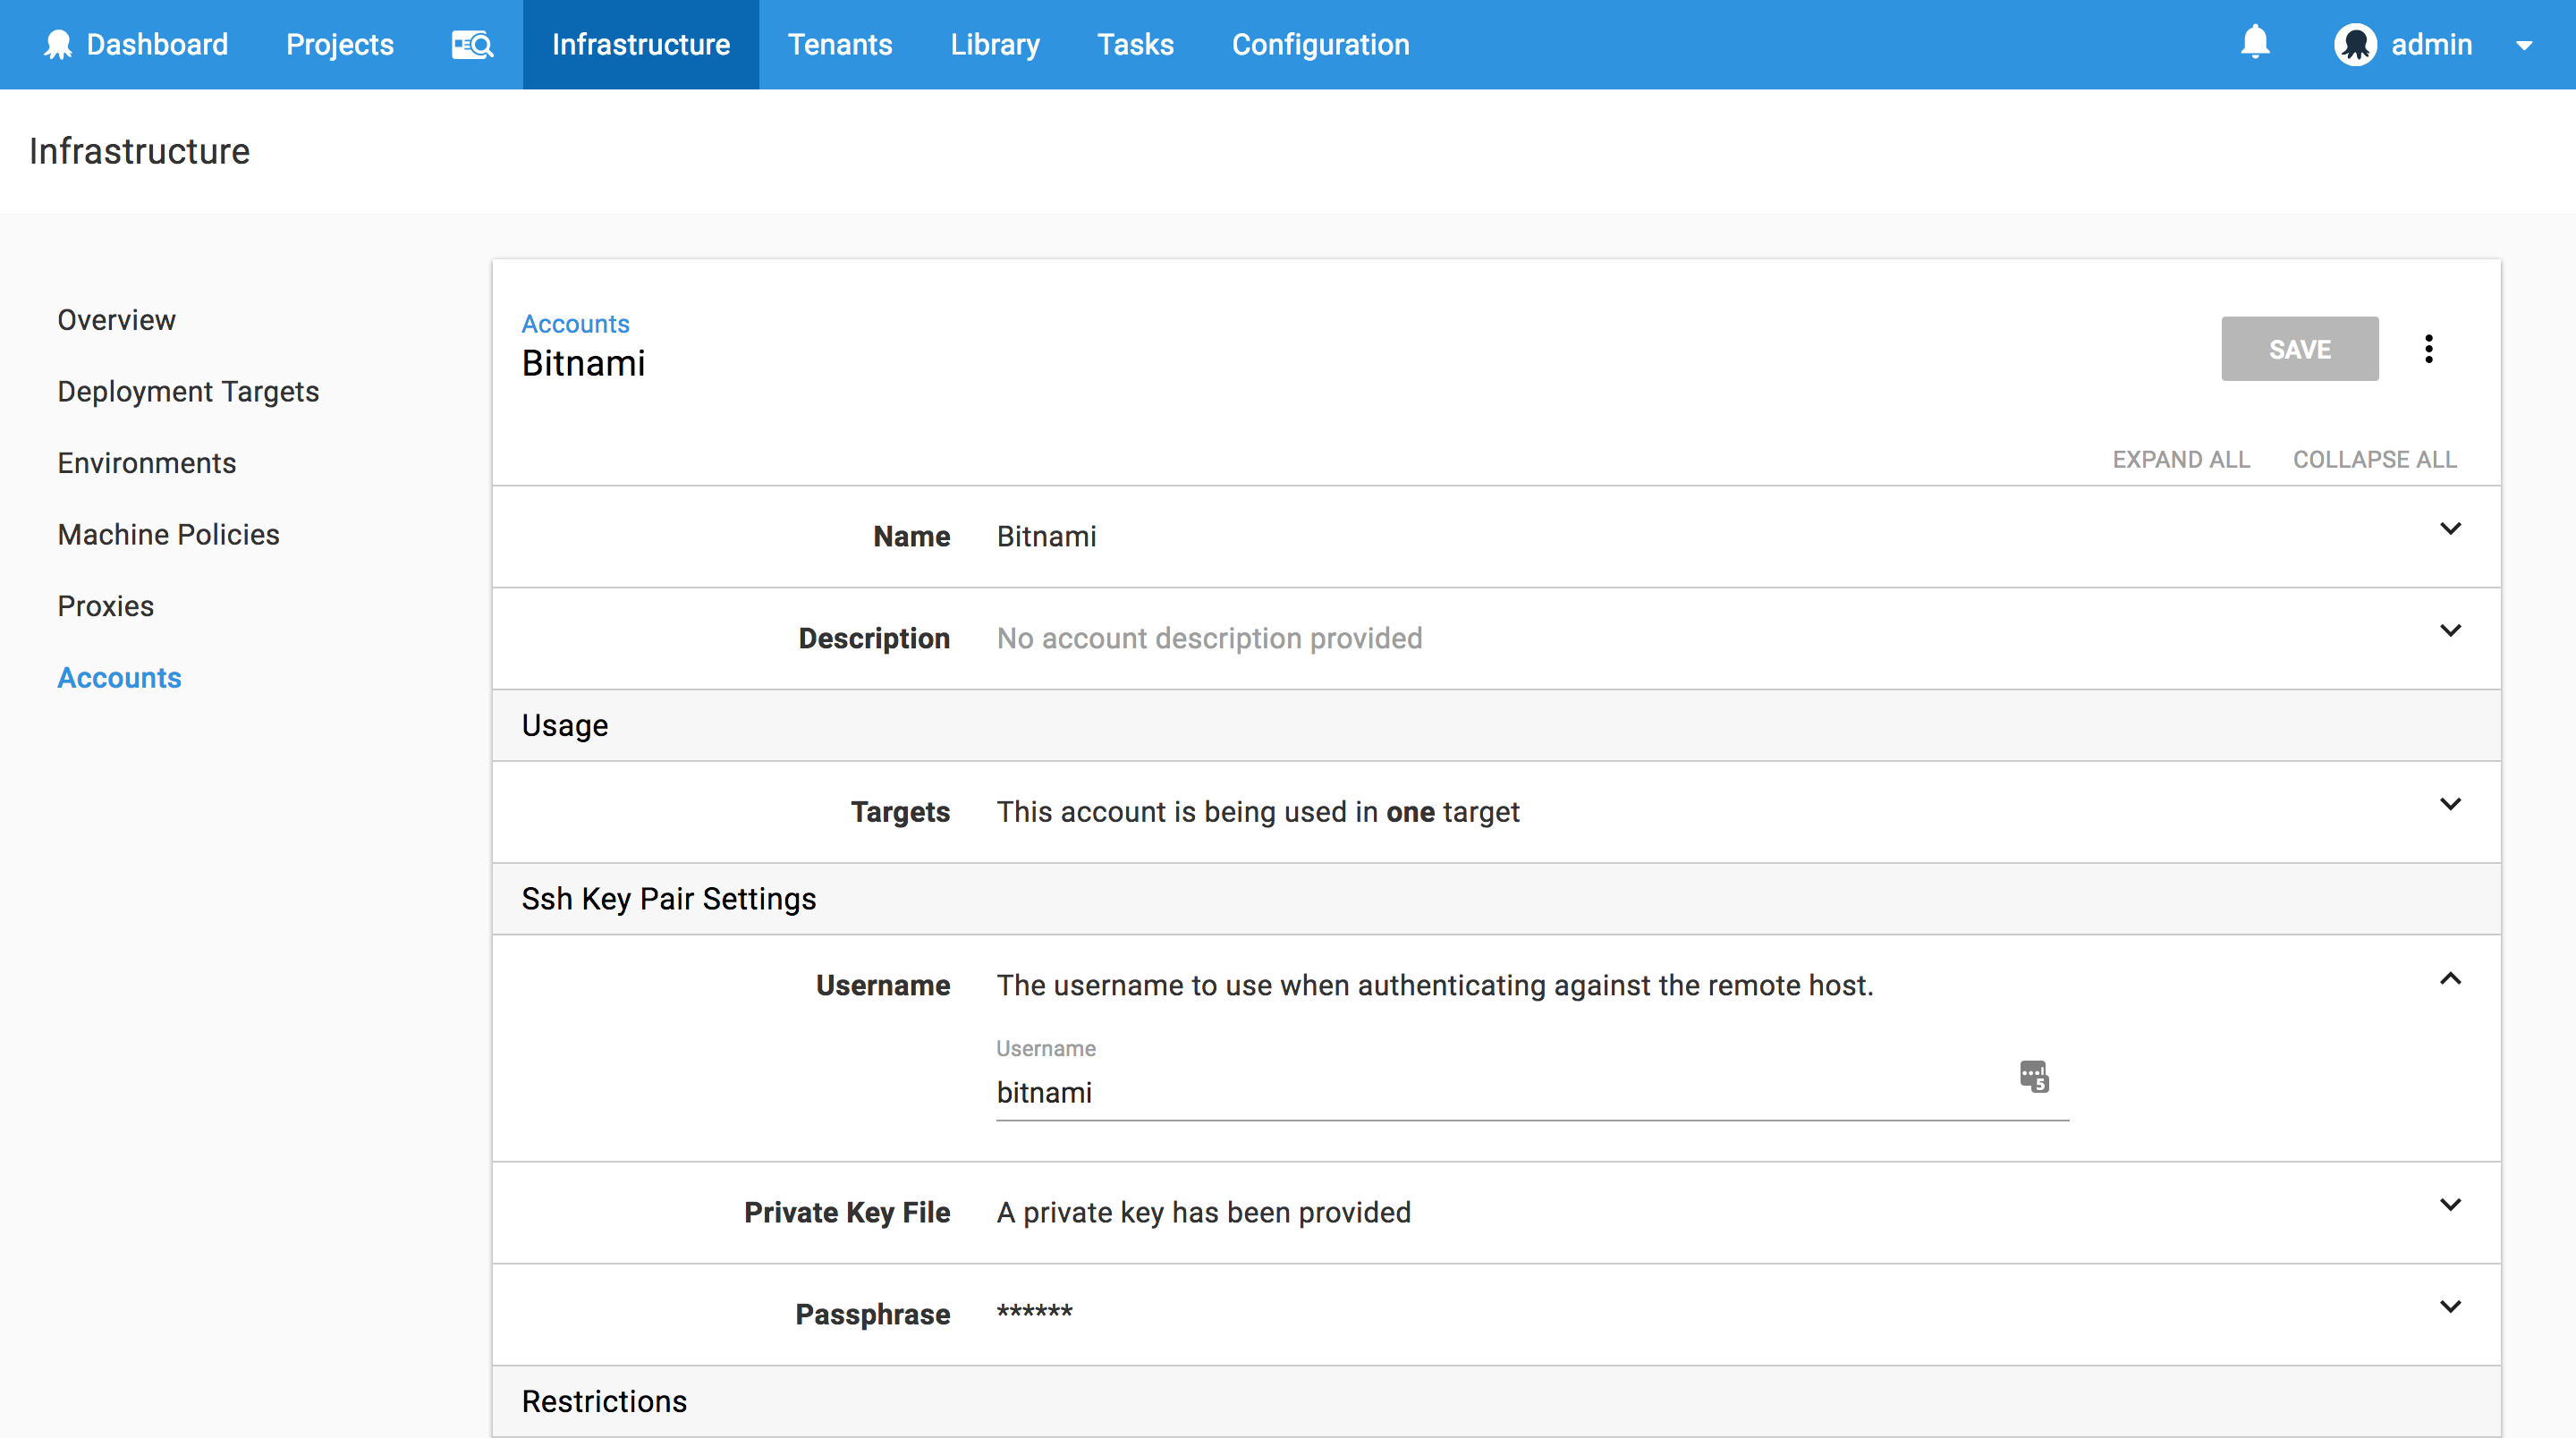 Dashboard Projects Infrastructure Tenants Library Tasks Configuration admin
Infrastructure
Overview
Deployment Targets
Environments
Machine Policies
Proxies
Accounts
Accounts
Bitnami
SAVE
EXPAND ALL COLLAPSE ALL
Name Bitnami
Description No account description provided
Usage
Targets This account is being used in one target
Ssh Key Pair Settings
Username The username to use when authenticating against the remote host.
Username
bitnami
5
Private Key File A private key has been provided
Passphrase ******
Restrictions